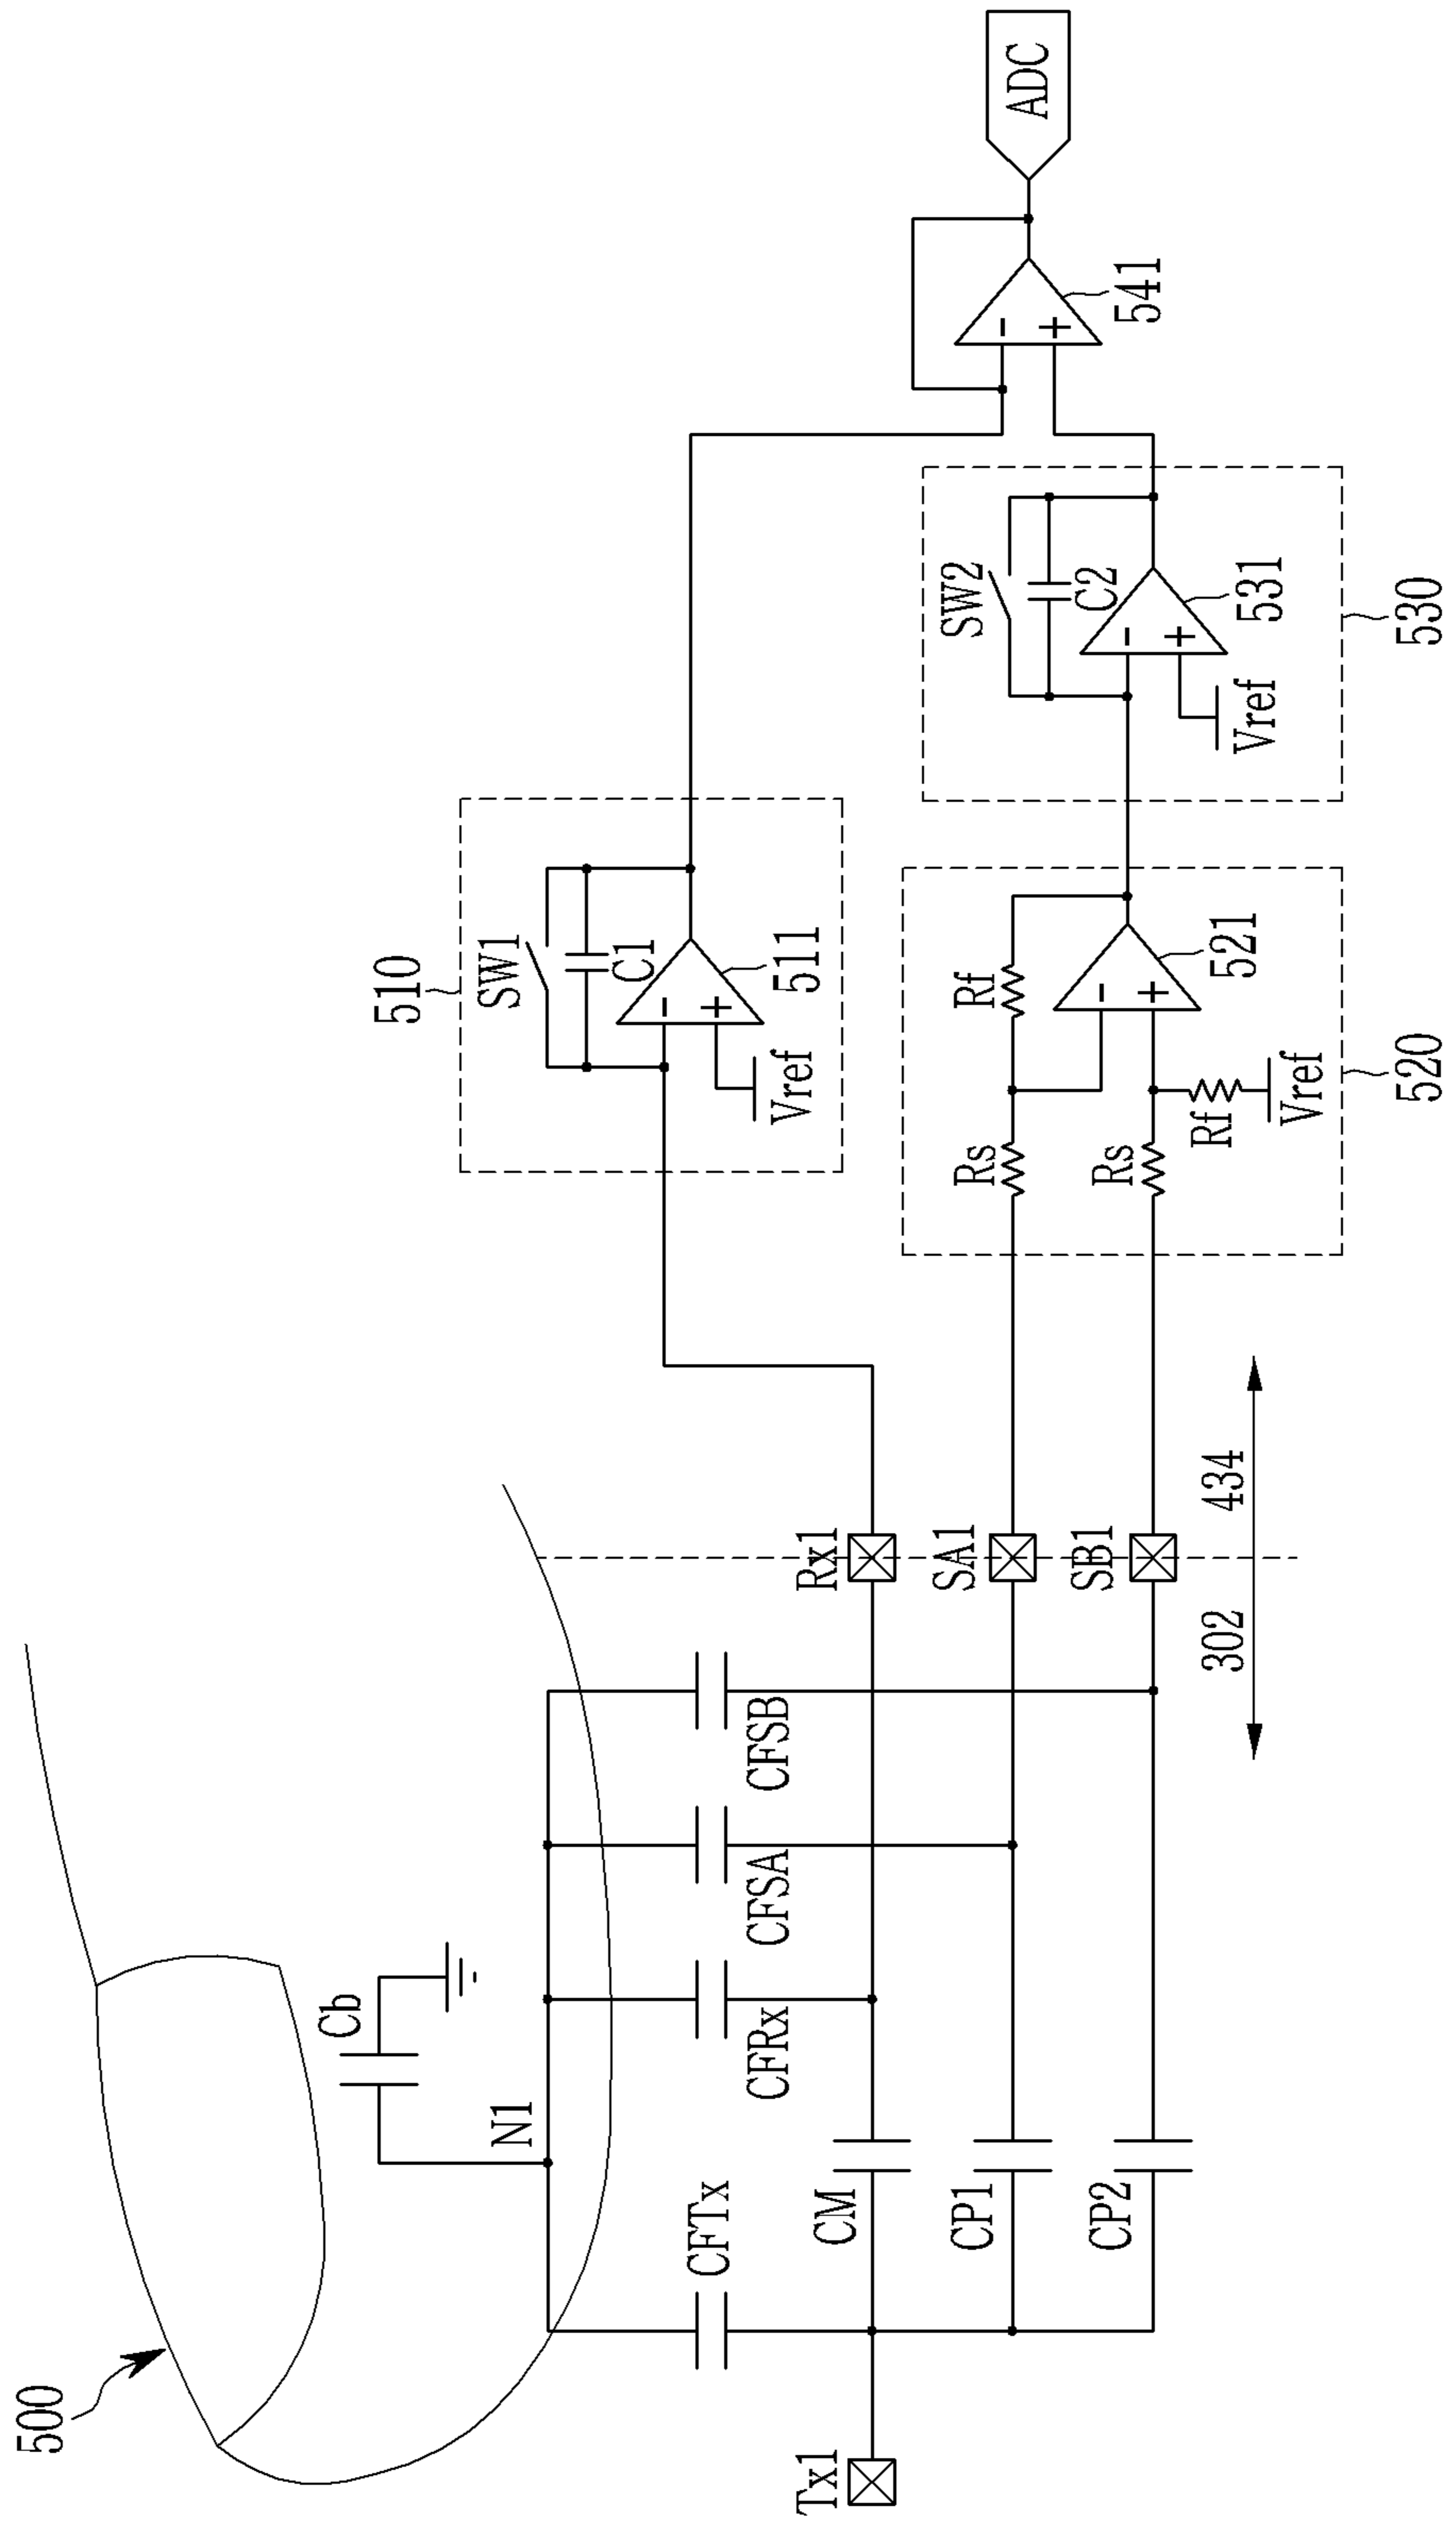 500
Tx1
CFTx
N1
Cb
CM
CP1
CP2
CFRx
CFSA
CFSB
Rx1
SA1
SB1
302
434
510
SW1
C1
511
Vref
Rs
Rf
Rs
Rf
Vref
521
520
SW2
C2
531
Vref
530
541
ADC